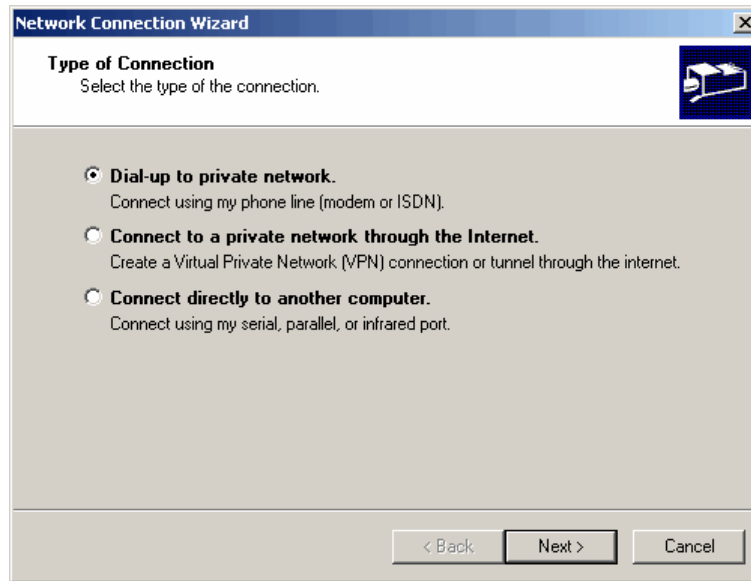 Network Connection Wizard
Type of Connection
Select the type of the connection.
Dial-up to private network.
Connect using my phone line (modem or ISDN).
Connect to a private network through the Internet.
Create a Virtual Private Network (VPN) connection or tunnel through the internet.
Connect directly to another computer.
Connect using my serial, parallel, or infrared port.
< Back Next > Cancel